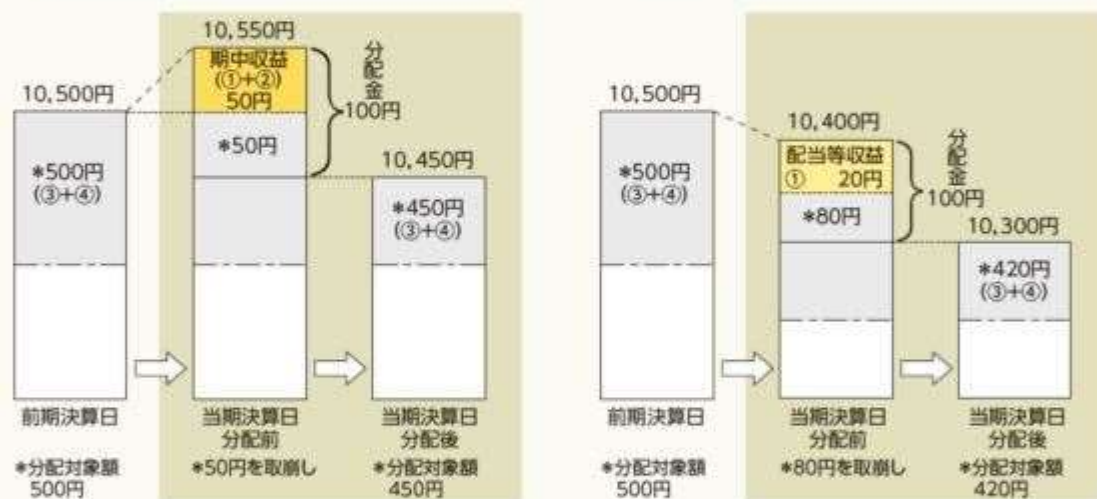 10,500円
*500円
(③+④)
前期決算日
*分配対象額
500円
10,550円
期中収益
(①+②)
50円
*50円
分配金
100円
当期決算日
分配前
*50円を取崩し
10,450円
*450円
(③+④)
当期決算日
分配後
*分配対象額
450円
10,500円
*500円
(③+④)
前期決算日
*分配対象額
500円
10,400円
配当等収益
① 20円
*80円
分配金
100円
当期決算日
分配前
*80円を取崩し
10,300円
*420円
(③+④)
当期決算日
分配後
*分配対象額
420円